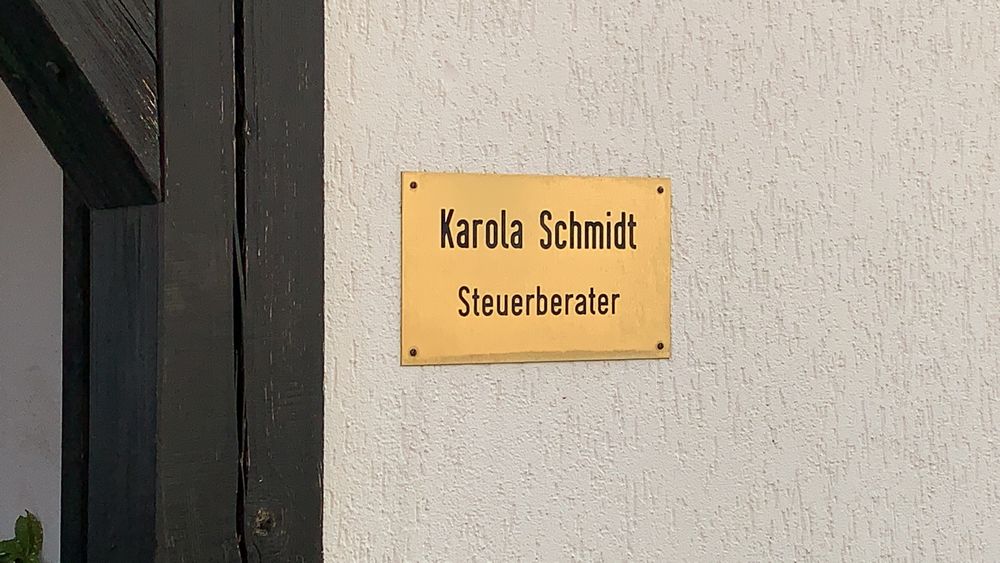 Karola Schmidt
Steuerberater